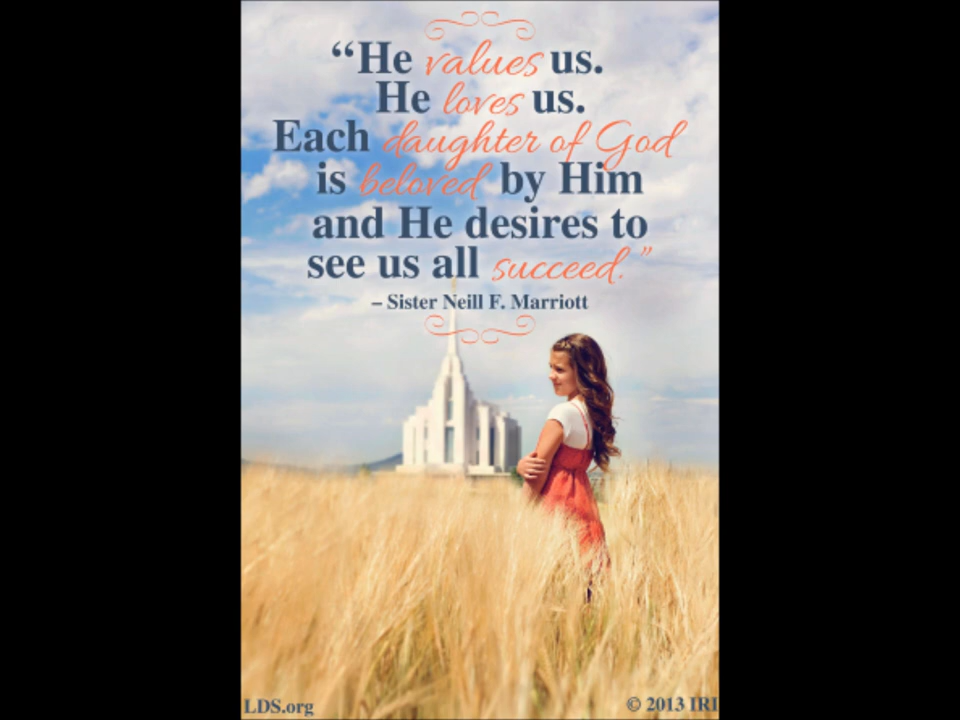 “He values us.
He loves us.
Each daughter of God
is beloved by Him
and He desires to
see us all succeed.”
– Sister Neill F. Marriott
LDS.org
© 2013 IRI